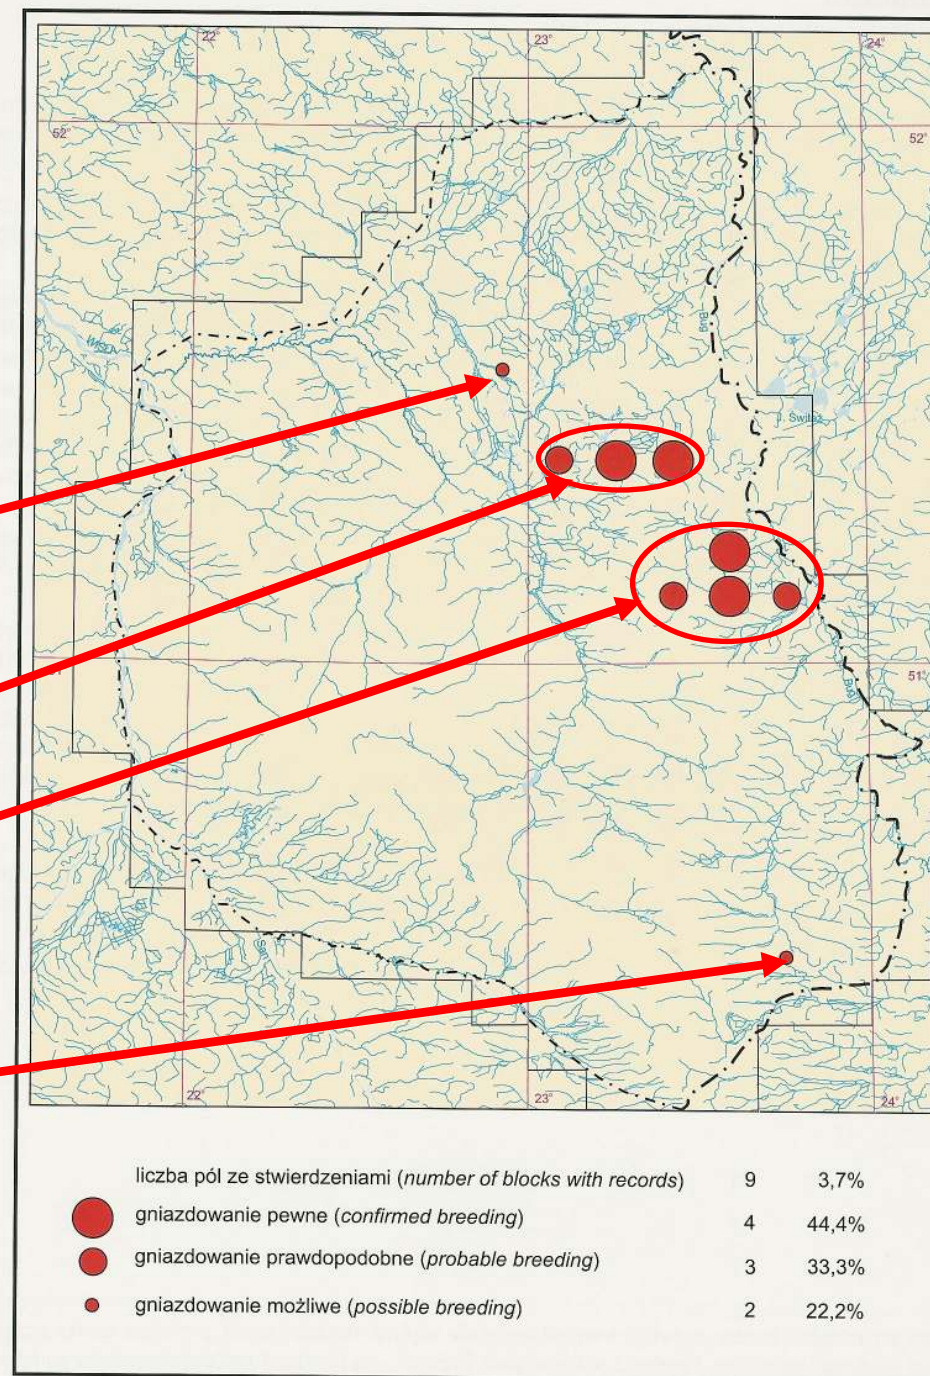 22° 23° 24°
52° 52°
Bug
J. Świtaź
51°
Bug
San
22° 23° 24°
liczba pól ze stwierdzeniami (number of blocks with records) 9 3,7%
gniazdowanie pewne (confirmed breeding) 4 44,4%
gniazdowanie prawdopodobne (probable breeding) 3 33,3%
gniazdowanie możliwe (possible breeding) 2 22,2%